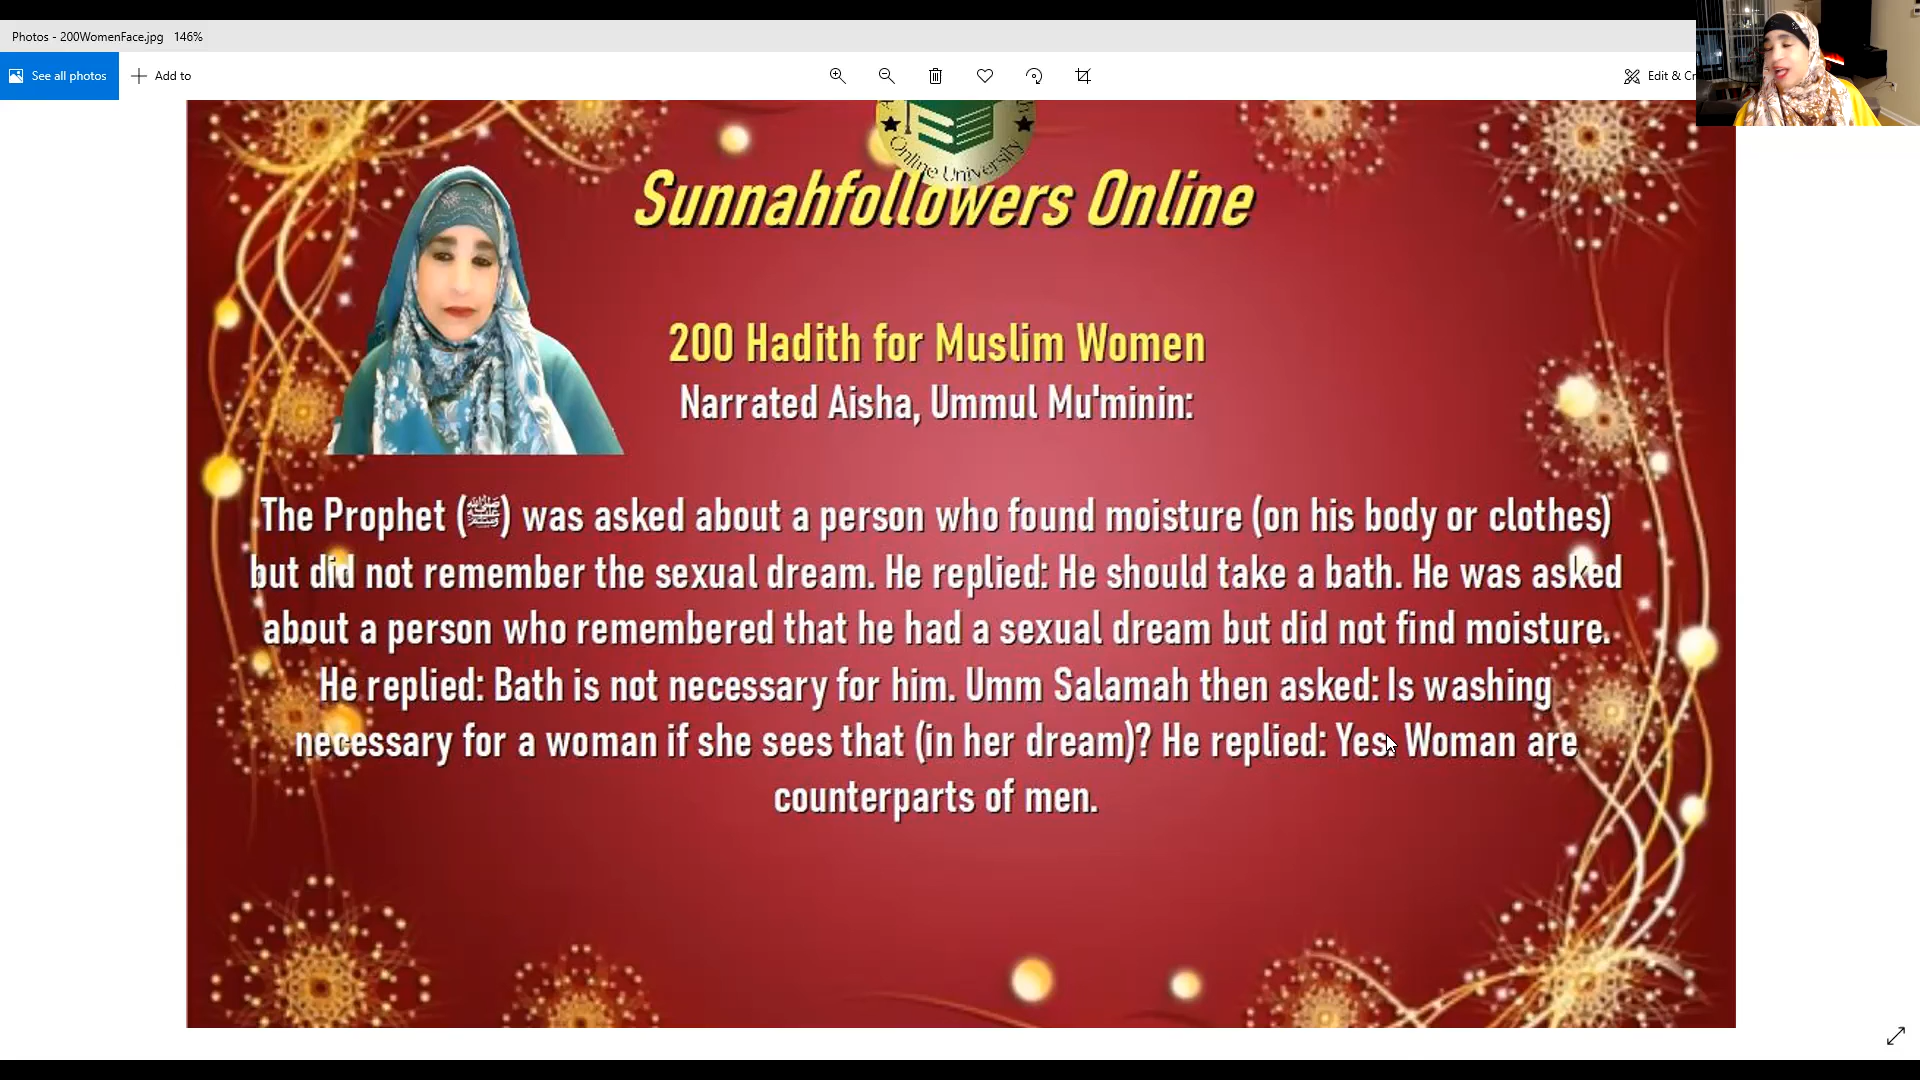 Photos - 200WomenFace.jpg 146%
See all photos
Add to
Edit &
Online University
Sunnahfollowers Online
200 Hadith for Muslim Women
Narrated Aisha, Ummul Mu'minin:
The Prophet (ﷺ) was asked about a person who found moisture (on his body or clothes)
but did not remember the sexual dream. He replied: He should take a bath. He was asked
about a person who remembered that he had a sexual dream but did not find moisture.
He replied: Bath is not necessary for him. Umm Salamah then asked: Is washing
necessary for a woman if she sees that (in her dream)? He replied: Yes. Woman are
counterparts of men.